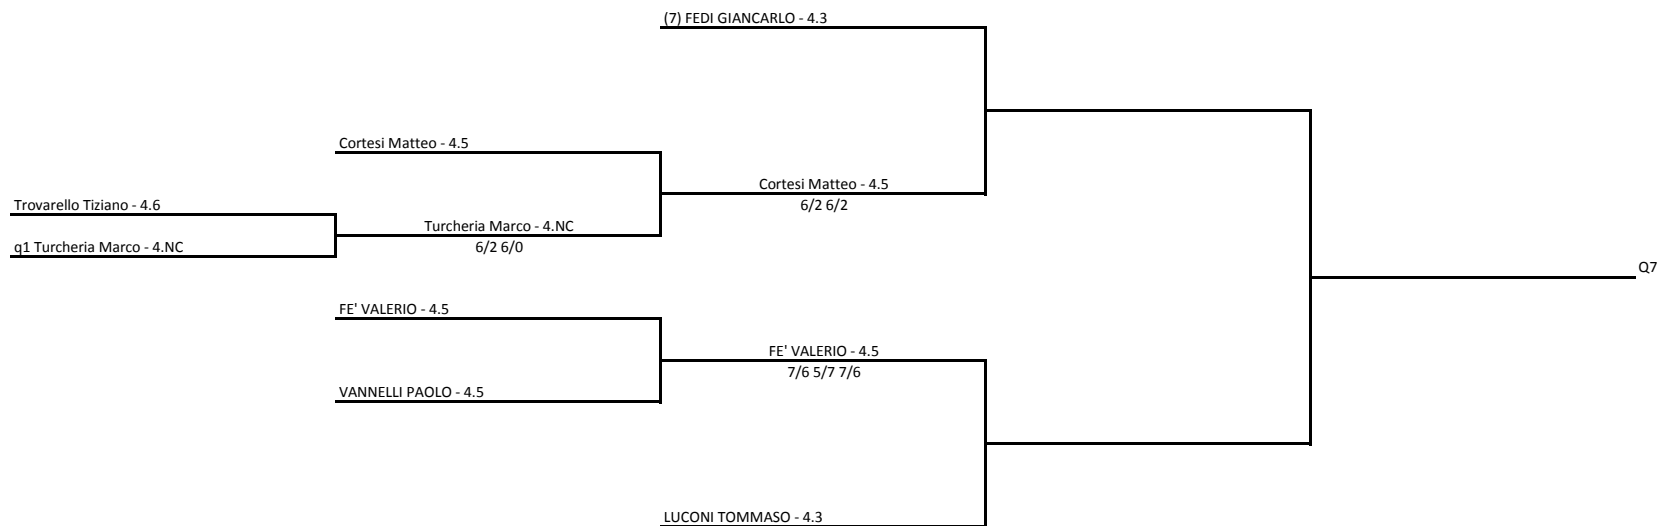 (7) FEDI GIANCARLO - 4.3
Cortesi Matteo - 4.5
Cortesi Matteo - 4.5
6/2 6/2
Trovarello Tiziano - 4.6
Turcheria Marco - 4.NC
6/2 6/0
q1 Turcheria Marco - 4.NC
Q7
FE' VALERIO - 4.5
FE' VALERIO - 4.5
7/6 5/7 7/6
VANNELLI PAOLO - 4.5
LUCONI TOMMASO - 4.3